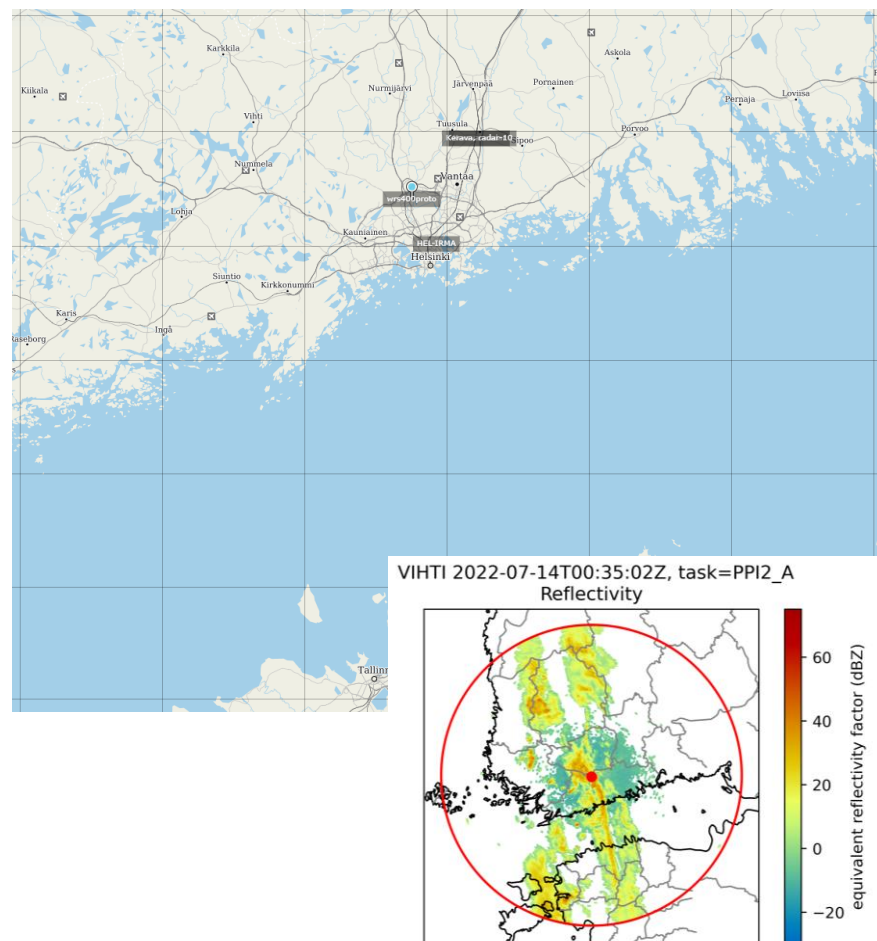 Karkkila
Askola
Kiikala
Nurmijärvi
Järvenpää
Pornainen
Loviisa
Pernaja
Vihti
Tuusula
Porvoo
Kerava, radar-10
Sipoo
Nummela
Vantaa
wrs400proto
Lohja
Kauniainen
HEL-IRMA
Helsinki
Siuntio
Kirkkonummi
Karis
Ingå
aseborg
Tallinn
VIHTI 2022-07-14T00:35:02Z, task=PPI2_A
Reflectivity
60
40
20
0
−20
equivalent reflectivity factor (dBZ)